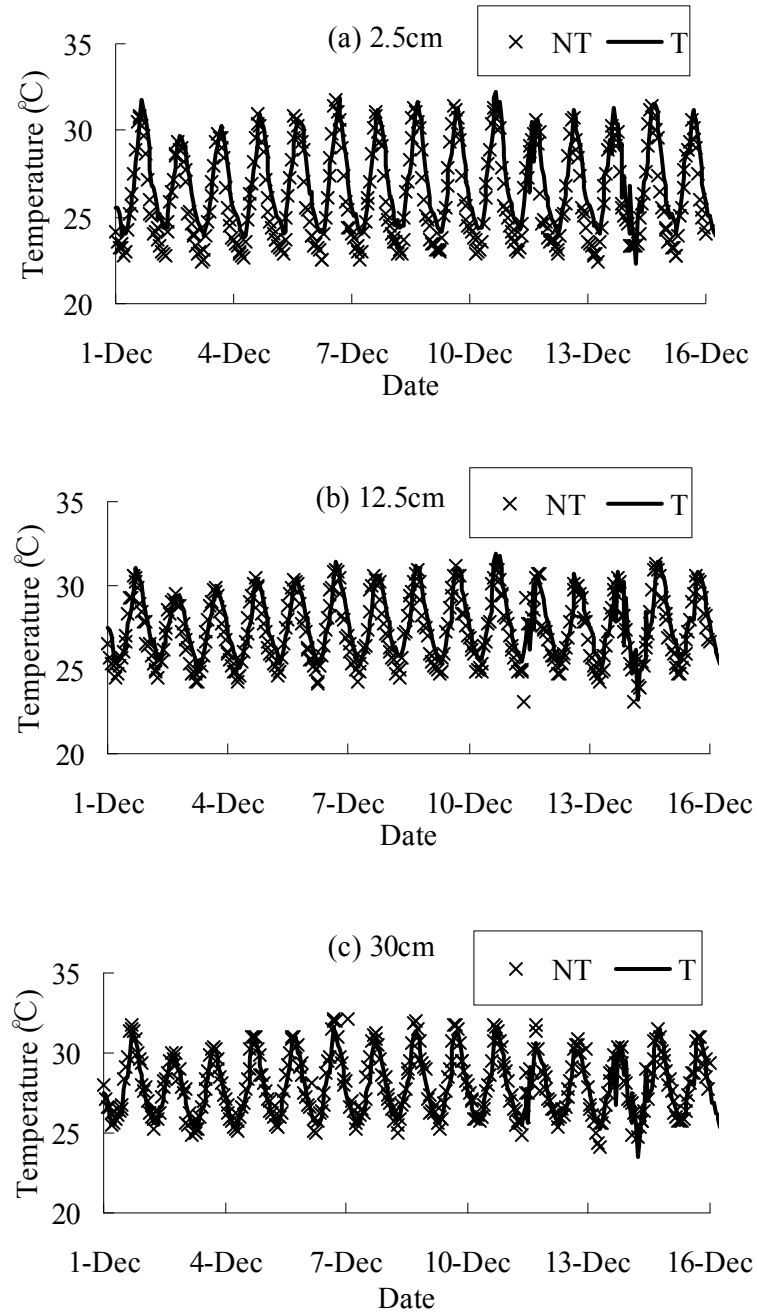 (a) 2.5cm
NT
T
35
30
25
20
Temperature (℃)
1-Dec 4-Dec 7-Dec 10-Dec 13-Dec 16-Dec
Date
(b) 12.5cm
NT
T
35
30
25
20
Temperature (℃)
1-Dec 4-Dec 7-Dec 10-Dec 13-Dec 16-Dec
Date
(c) 30cm
NT
T
35
30
25
20
Temperature (℃)
1-Dec 4-Dec 7-Dec 10-Dec 13-Dec 16-Dec
Date